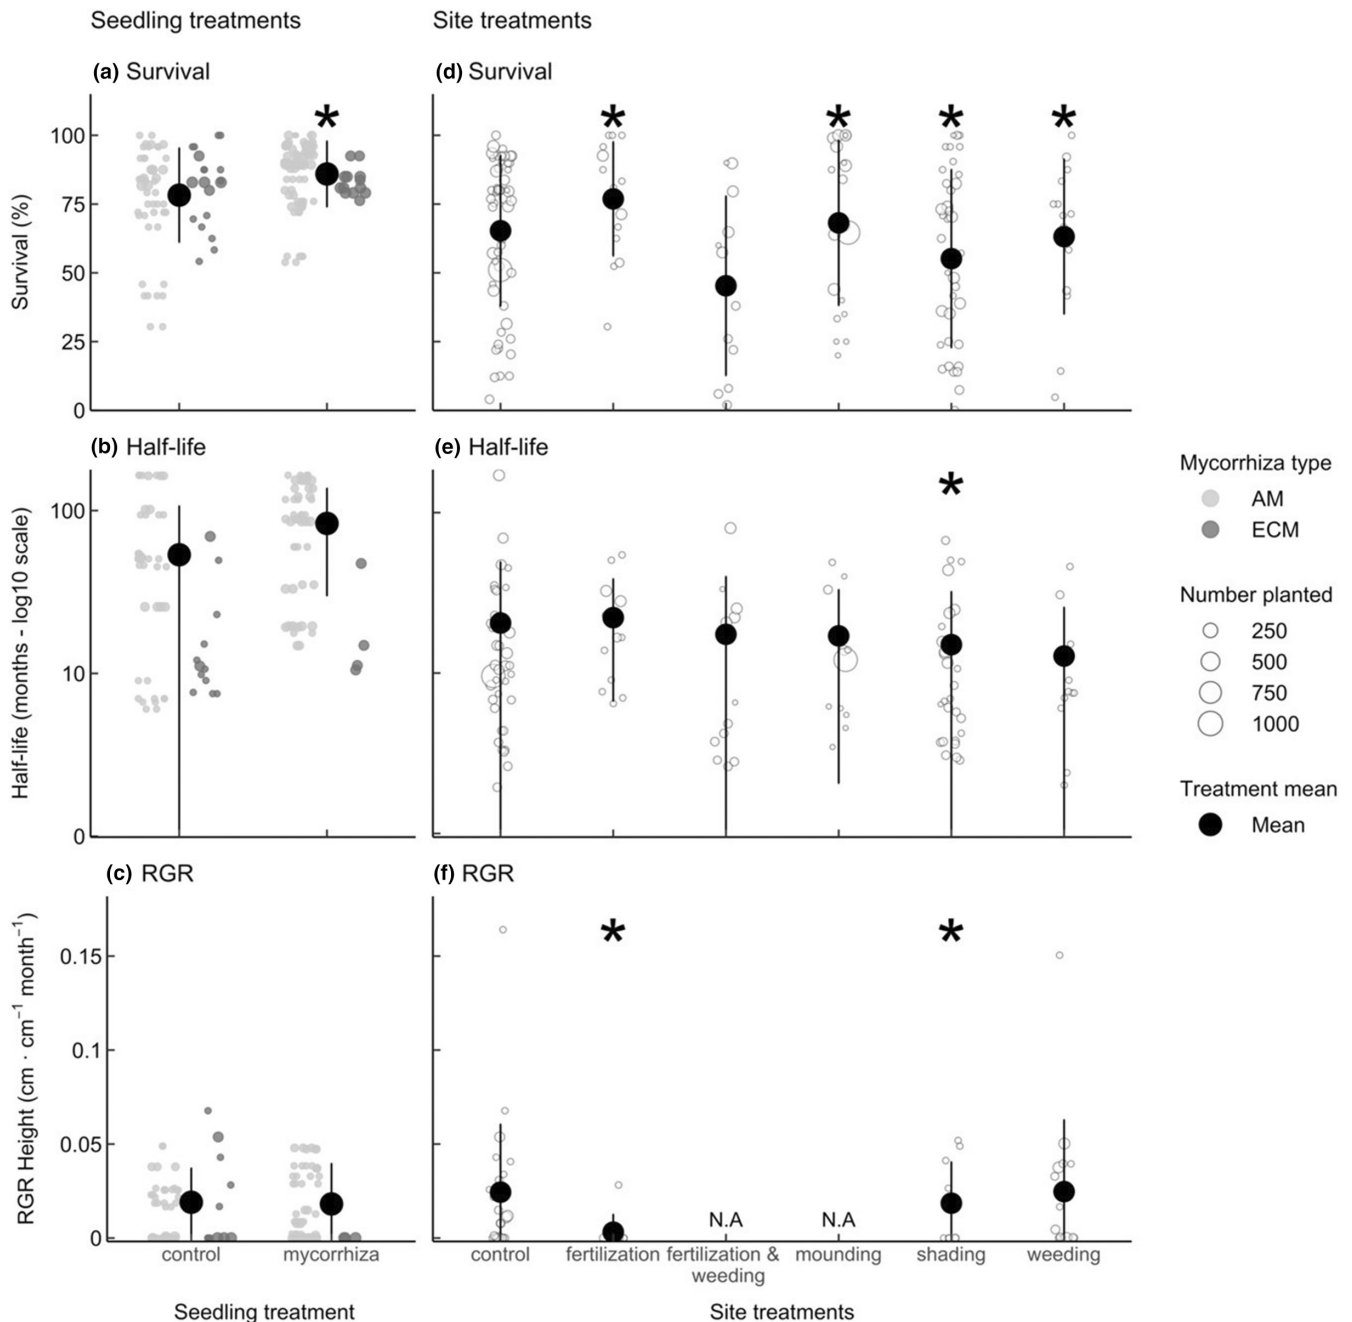 Seedling treatments
Site treatments
(a) Survival
(d) Survival
*
* * * *
Survival (%)
100
75
50
25
0
(b) Half-life
(e) Half-life
*
Half-life (months - log10 scale)
100
10
0
Mycorrhiza type
AM
ECM
Number planted
250
500
750
1000
Treatment mean
Mean
(c) RGR
(f) RGR
* *
RGR Height (cm · cm⁻¹ month⁻¹)
0.15
0.1
0.05
0
N.A
N.A
control
mycorrhiza
control
fertilization
fertilization &
weeding
mounding
shading
weeding
Seedling treatment
Site treatments